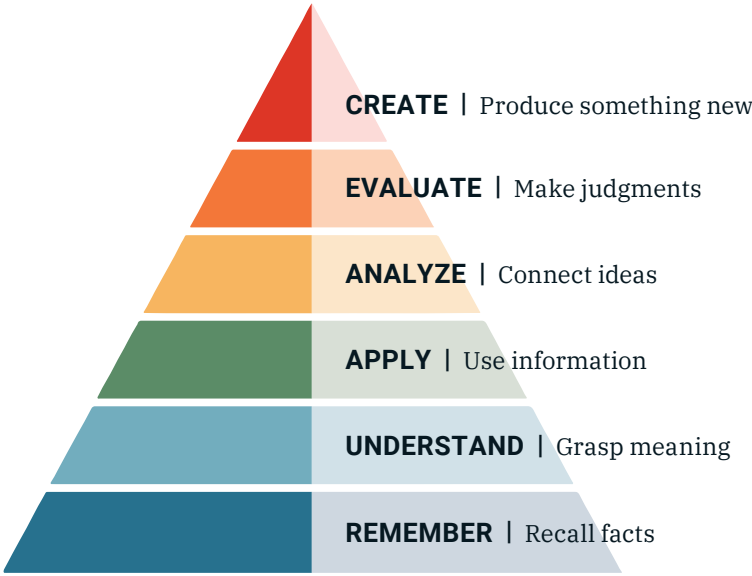 CREATE | Produce something new
EVALUATE | Make judgments
ANALYZE | Connect ideas
APPLY | Use information
UNDERSTAND | Grasp meaning
REMEMBER | Recall facts